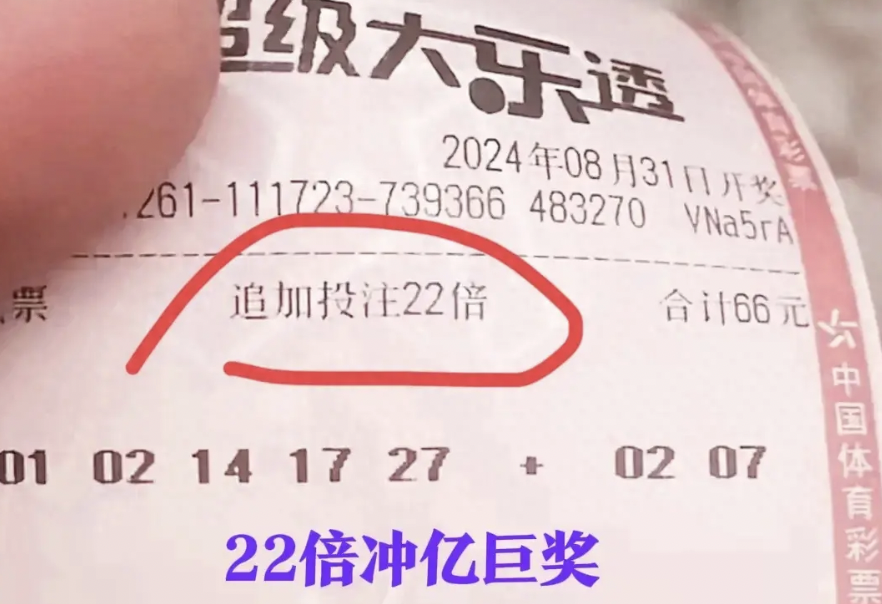 超级大乐透
2024年08月31日开奖
261-111723-739366 483270 VNa5rA
票 追加投注22倍 合计66元
01 02 14 17 27 + 02 07
22倍冲亿巨奖
中国体育彩票